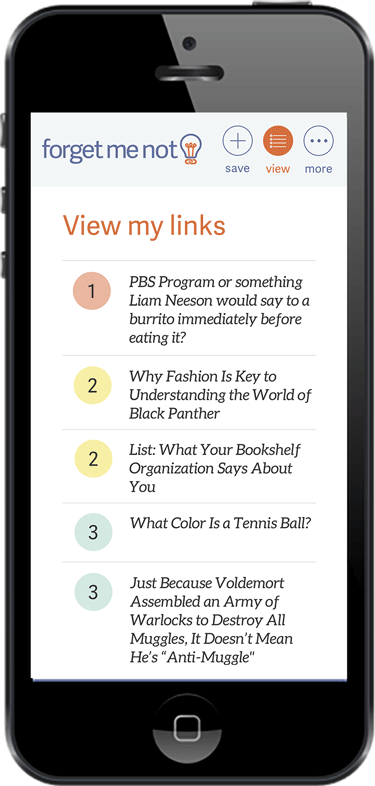 forget me not
save
view
more
View my links
1
PBS Program or something
Liam Neeson would say to a
burrito immediately before
eating it?
2
Why Fashion Is Key to
Understanding the World of
Black Panther
2
List: What Your Bookshelf
Organization Says About
You
3
What Color Is a Tennis Ball?
3
Just Because Voldemort
Assembled an Army of
Warlocks to Destroy All
Muggles, It Doesn’t Mean
He’s “Anti-Muggle"